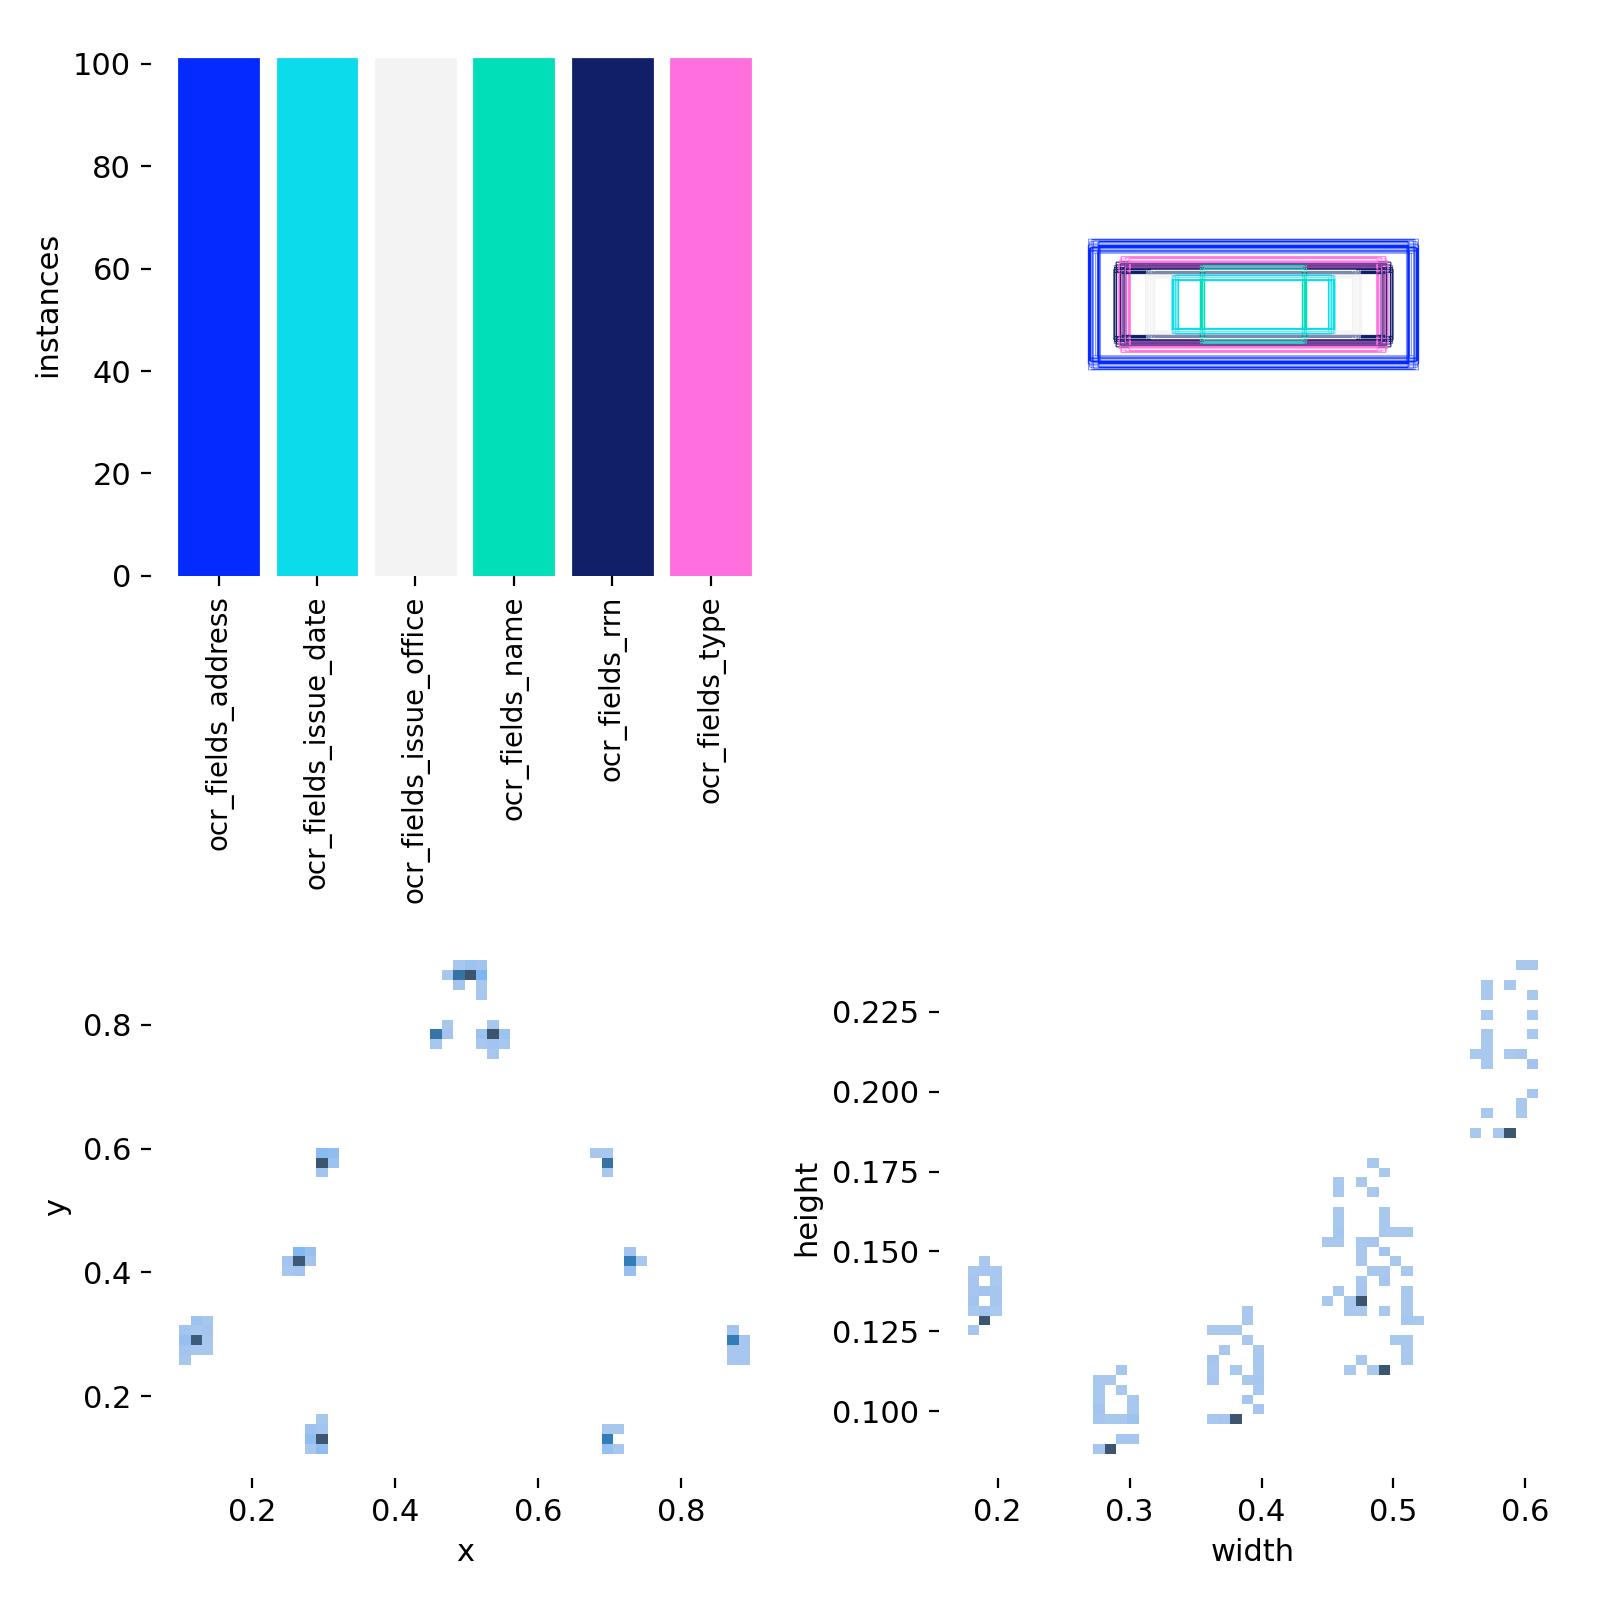 100
80
60
40
20
0
instances
ocr_fields_address
ocr_fields_issue_date
ocr_fields_issue_office
ocr_fields_name
ocr_fields_rrn
ocr_fields_type
0.8
0.6
0.4
0.2
y
0.2 0.4 0.6 0.8
x
0.225
0.200
0.175
0.150
0.125
0.100
height
0.2 0.3 0.4 0.5 0.6
width